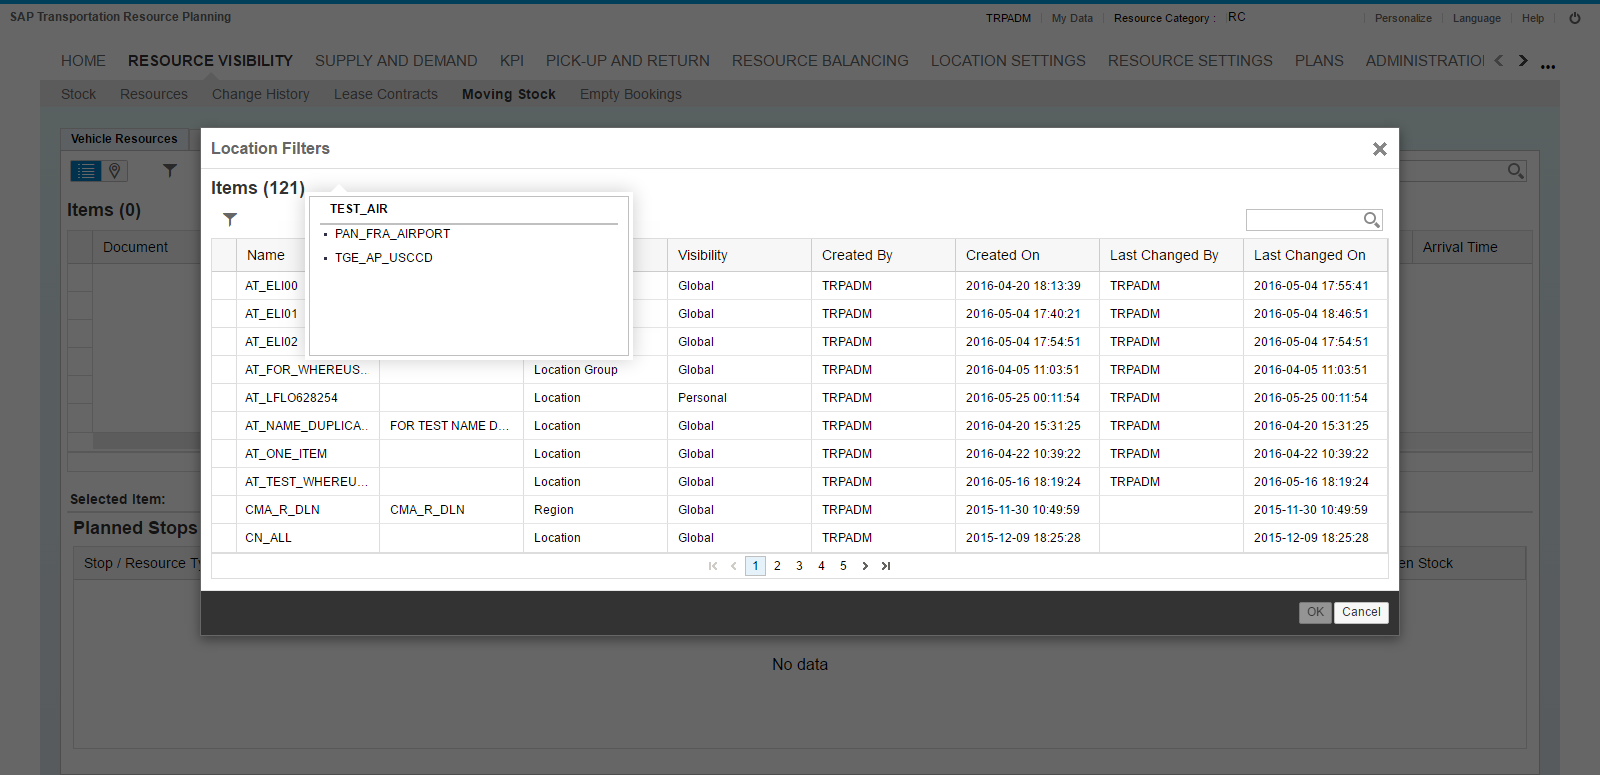 SAP Transportation Resource Planning
TRPADM My Data Resource Category : RC Personalize Language Help
HOME RESOURCE VISIBILITY SUPPLY AND DEMAND KPI PICK-UP AND RETURN RESOURCE BALANCING LOCATION SETTINGS RESOURCE SETTINGS PLANS ADMINISTRATIO
Stock Resources Change History Lease Contracts Moving Stock Empty Bookings
Vehicle Resources
Items (0)
Document
Arrival Time
Selected Item:
Planned Stops
Stop / Resource Ty
en Stock
No data
Location Filters
Items (121)
TEST_AIR
▪ PAN_FRA_AIRPORT
▪ TGE_AP_USCCD
Name Visibility Created By Created On Last Changed By Last Changed On
AT_ELI00 Global TRPADM 2016-04-20 18:13:39 TRPADM 2016-05-04 17:55:41
AT_ELI01 Global TRPADM 2016-05-04 17:40:21 TRPADM 2016-05-04 18:46:51
AT_ELI02 Global TRPADM 2016-05-04 17:54:51 TRPADM 2016-05-04 17:54:51
AT_FOR_WHEREUS... Location Group Global TRPADM 2016-04-05 11:03:51 TRPADM 2016-04-05 11:03:51
AT_LFLO628254 Location Personal TRPADM 2016-05-25 00:11:54 TRPADM 2016-05-25 00:11:54
AT_NAME_DUPLICA... FOR TEST NAME D... Location Global TRPADM 2016-04-20 15:31:25 TRPADM 2016-04-20 15:31:25
AT_ONE_ITEM Location Global TRPADM 2016-04-22 10:39:22 TRPADM 2016-04-22 10:39:22
AT_TEST_WHEREU... Location Global TRPADM 2016-05-16 18:19:24 TRPADM 2016-05-16 18:19:24
CMA_R_DLN CMA_R_DLN Region Global TRPADM 2015-11-30 10:49:59 2015-11-30 10:49:59
CN_ALL Location Global TRPADM 2015-12-09 18:25:28 2015-12-09 18:25:28
1 2 3 4 5
OK Cancel